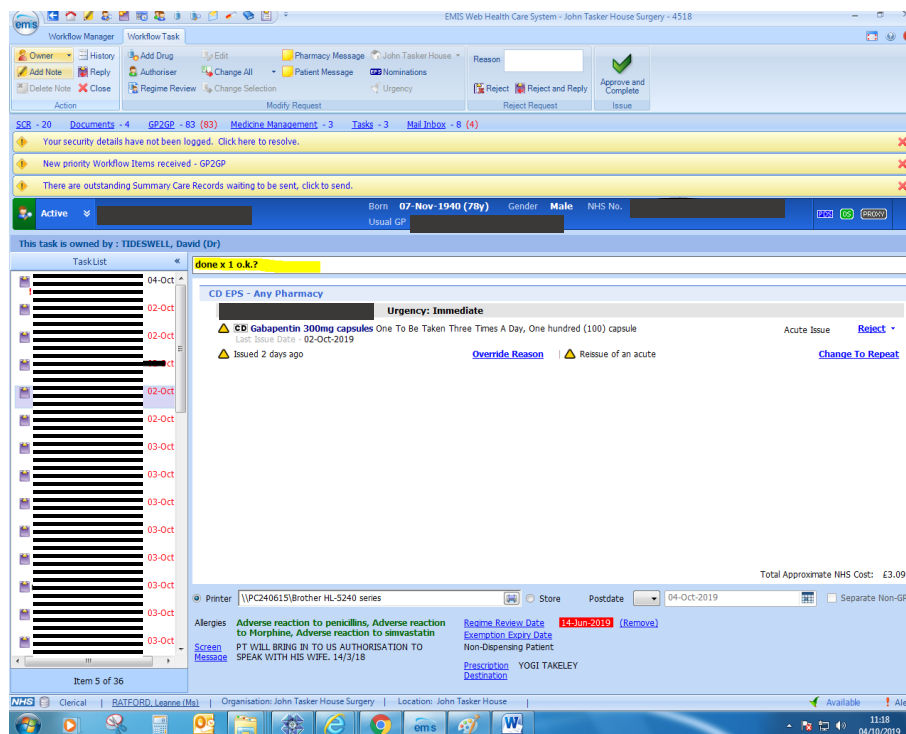 EMIS Web Health Care System - John Tasker House Surgery - 4518
emis
Workflow Manager Workflow Task
Owner History Add Drug Edit Pharmacy Message John Tasker House Reason
Add Note Reply Authoriser Change All Patient Message EPS Nominations
Delete Note Close Regime Review Change Selection Urgency Reject Reject and Reply Approve and Complete
Action Modify Request Reject Request Issue
SCR - 20 Documents - 4 GP2GP - 83 (83) Medicine Management - 3 Tasks - 3 Mail Inbox - 8 (4)
Your security details have not been logged. Click here to resolve.
New priority Workflow Items received - GP2GP
There are outstanding Summary Care Records waiting to be sent, click to send.
Active Born 07-Nov-1940 (78y) Gender Male NHS No. PDS OS PROXY
Usual GP
This task is owned by : TIDESWELL, David (Dr)
TaskList « done x 1 o.k.?
04-Oct
CD EPS - Any Pharmacy
02-Oct Urgency: Immediate
CD Gabapentin 300mg capsules One To Be Taken Three Times A Day, One hundred (100) capsule Acute Issue Reject
02-Oct Last Issue Date - 02-Oct-2019
ct Issued 2 days ago Override Reason Reissue of an acute Change To Repeat
02-Oct
02-Oct
03-Oct
03-Oct
03-Oct
03-Oct
03-Oct
03-Oct Total Approximate NHS Cost: £3.09
Printer \\PC240615\Brother HL-5240 series Store Postdate 04-Oct-2019 Separate Non-GP
03-Oct Allergies Adverse reaction to penicillins, Adverse reaction Regime Review Date 14-Jun-2019 (Remove)
to Morphine, Adverse reaction to simvastatin Exemption Expiry Date
03-Oct Screen PT WILL BRING IN TO US AUTHORISATION TO Non-Dispensing Patient
Message SPEAK WITH HIS WIFE. 14/3/18
Prescription YOGI TAKELEY
Item 5 of 36 Destination
NHS Clerical RATFORD, Leanne (Ms) Organisation: John Tasker House Surgery Location: John Tasker House Available Ale
ems W
11:18
04/10/2019